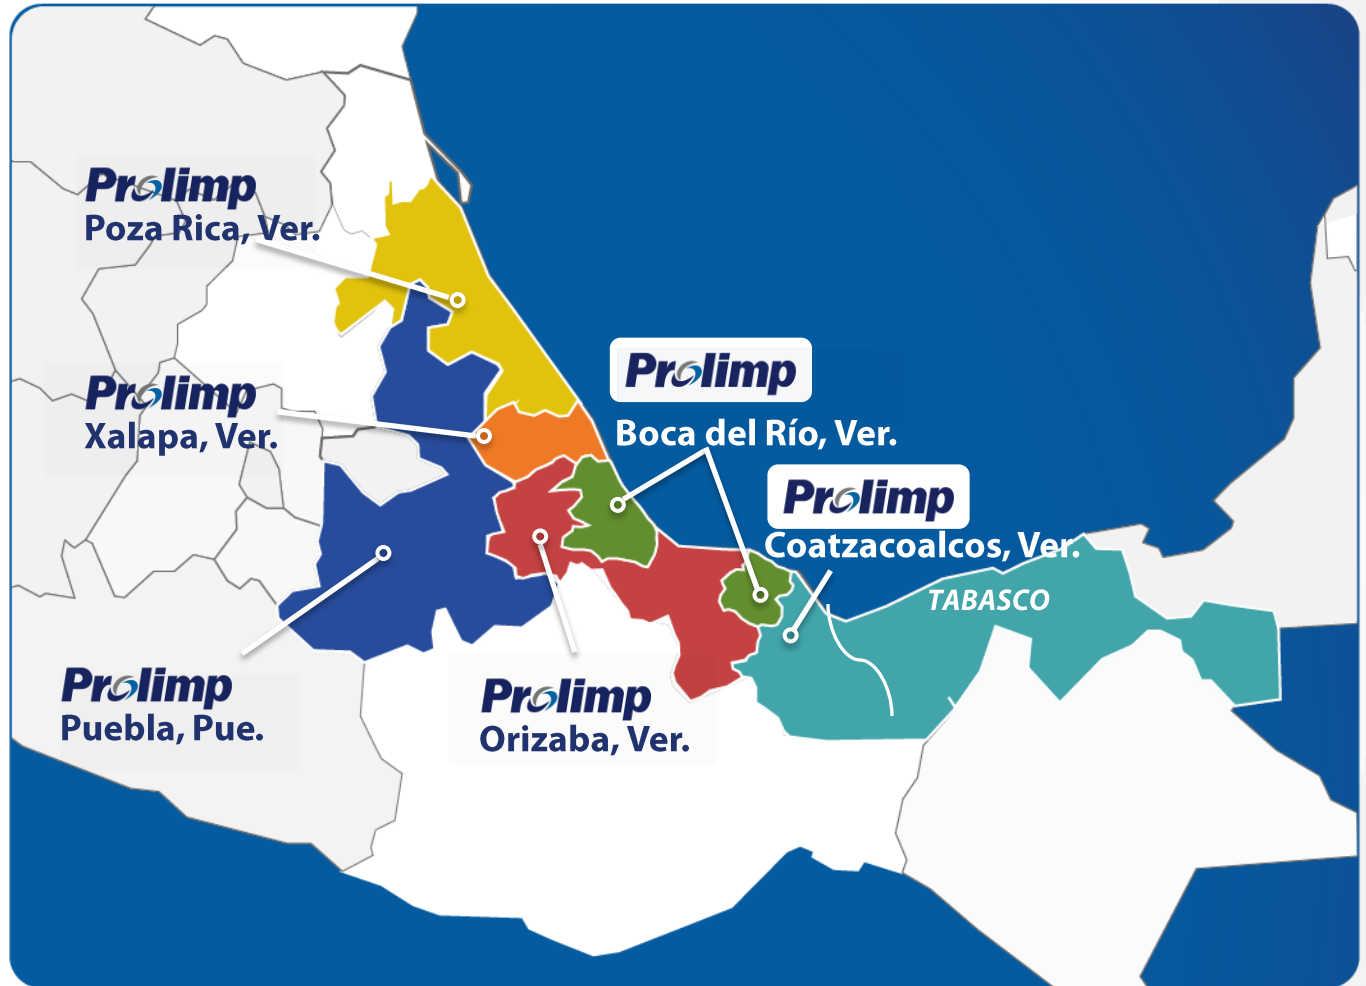 Prolimp
Poza Rica, Ver.
Prolimp
Xalapa, Ver.
Prolimp
Boca del Río, Ver.
Prolimp
Coatzacoalcos, Ver.
TABASCO
Prolimp
Puebla, Pue.
Prolimp
Orizaba, Ver.